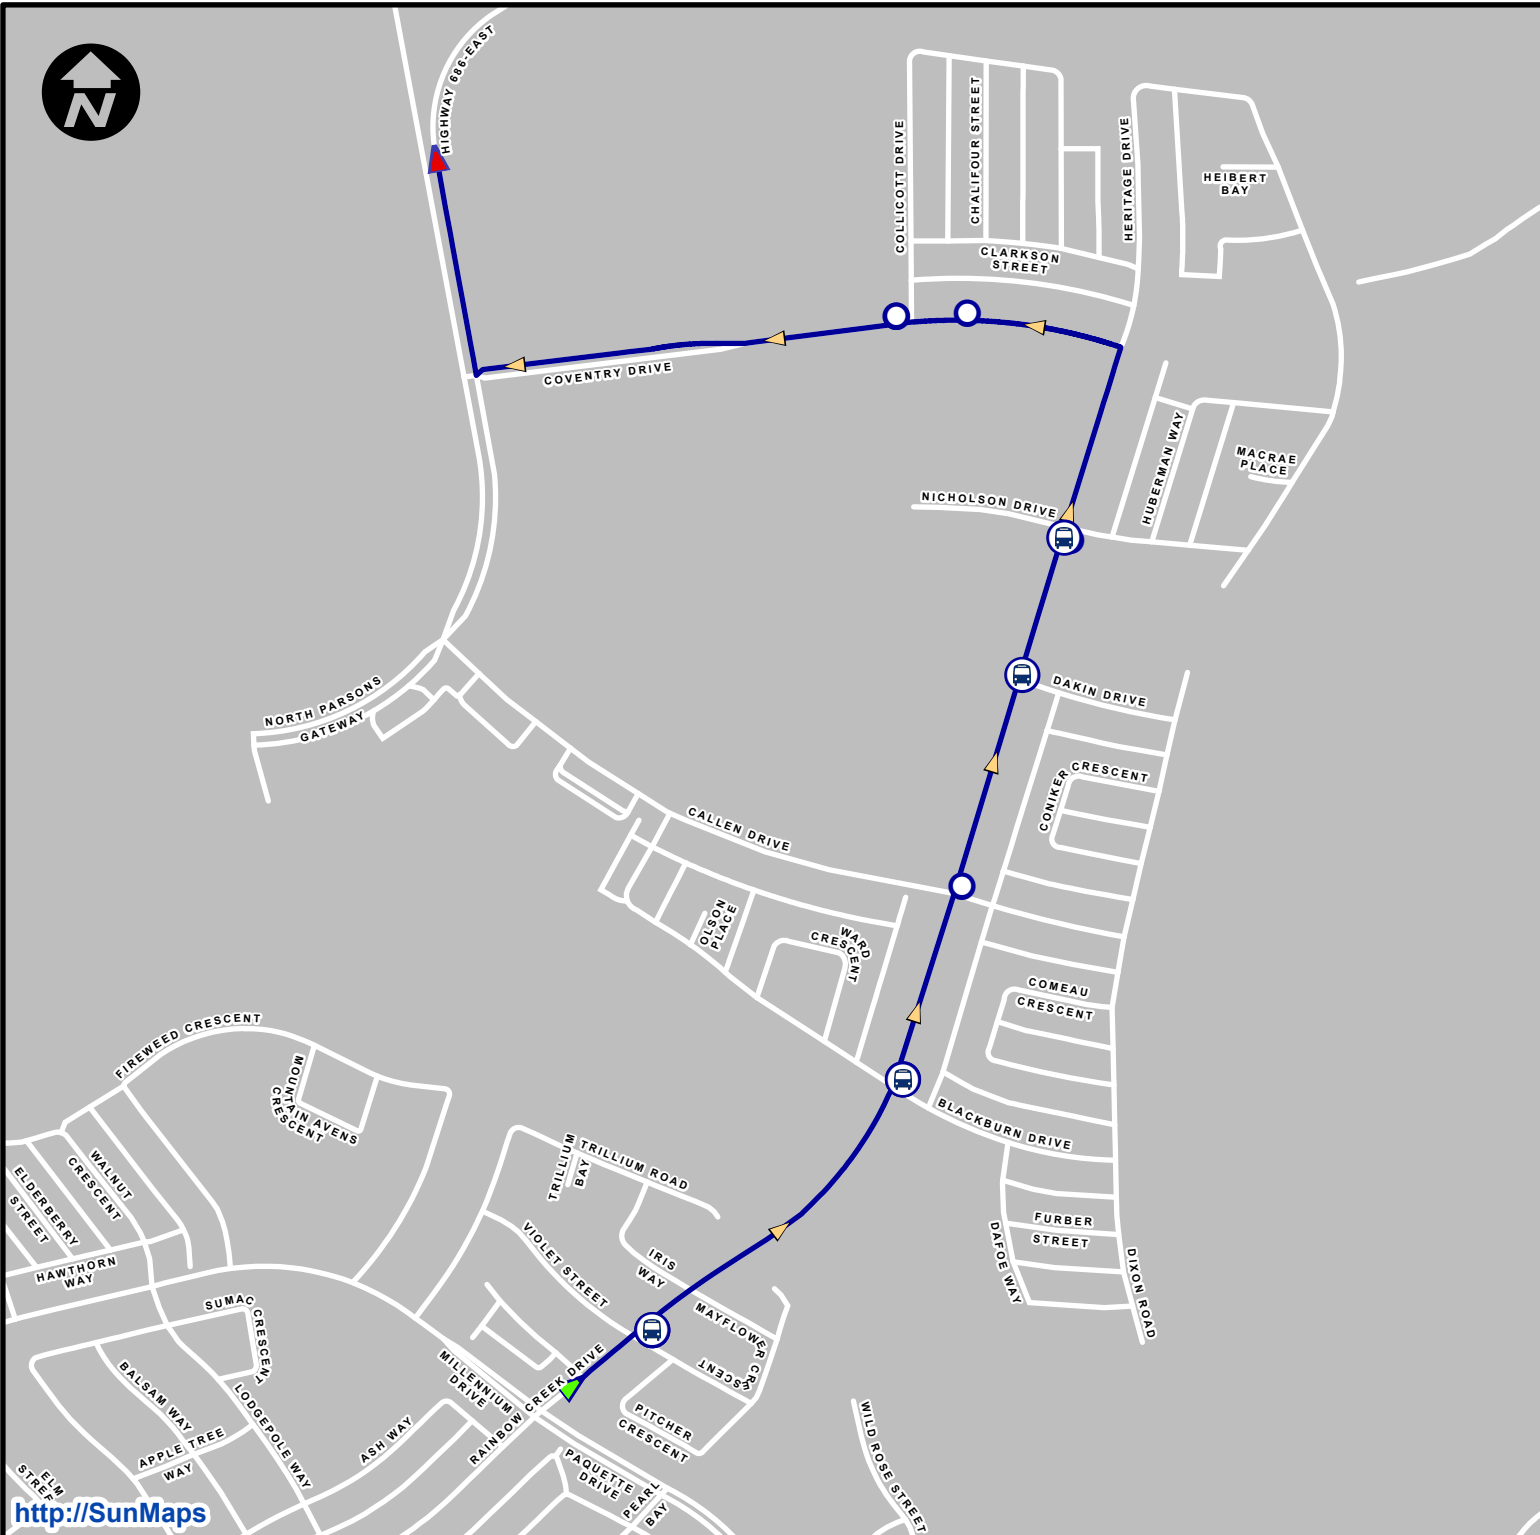 HIGHWAY 686-EAST
N
COLLICOTT DRIVE
CHALIFOUR STREET
HERITAGE DRIVE
HEIBERT
BAY
CLARKSON
STREET
COVENTRY DRIVE
HUBERMAN WAY
MACRAE
PLACE
NICHOLSON DRIVE
NORTH PARSONS
GATEWAY
DAKIN DRIVE
CONIKER CRESCENT
CALLEN DRIVE
OLSON
PLACE
WARD
CRESCENT
COMEAU
CRESCENT
FIREWEED CRESCENT
MOUNTAIN AVENS
CRESCENT
BLACKBURN DRIVE
TRILLIUM
BAY
TRILLIUM ROAD
WALNUT
CRESCENT
ELDERBERRY
STREET
HAWTHORN
WAY
VIOLET STREET
IRIS
WAY
FURBER
STREET
DAFOE WAY
DIXON ROAD
SUMAC CRESCENT
MAYFLOWER CRESCENT
MILLENNIUM
DRIVE
RAINBOW CREEK DRIVE
BALSAM WAY
LODGEPOLE WAY
PITCHER
CRESCENT
APPLE TREE
WAY
ASH WAY
PAQUETTE
DRIVE
PEARL
BAY
WILD ROSE STREET
ELM
http://SunMaps